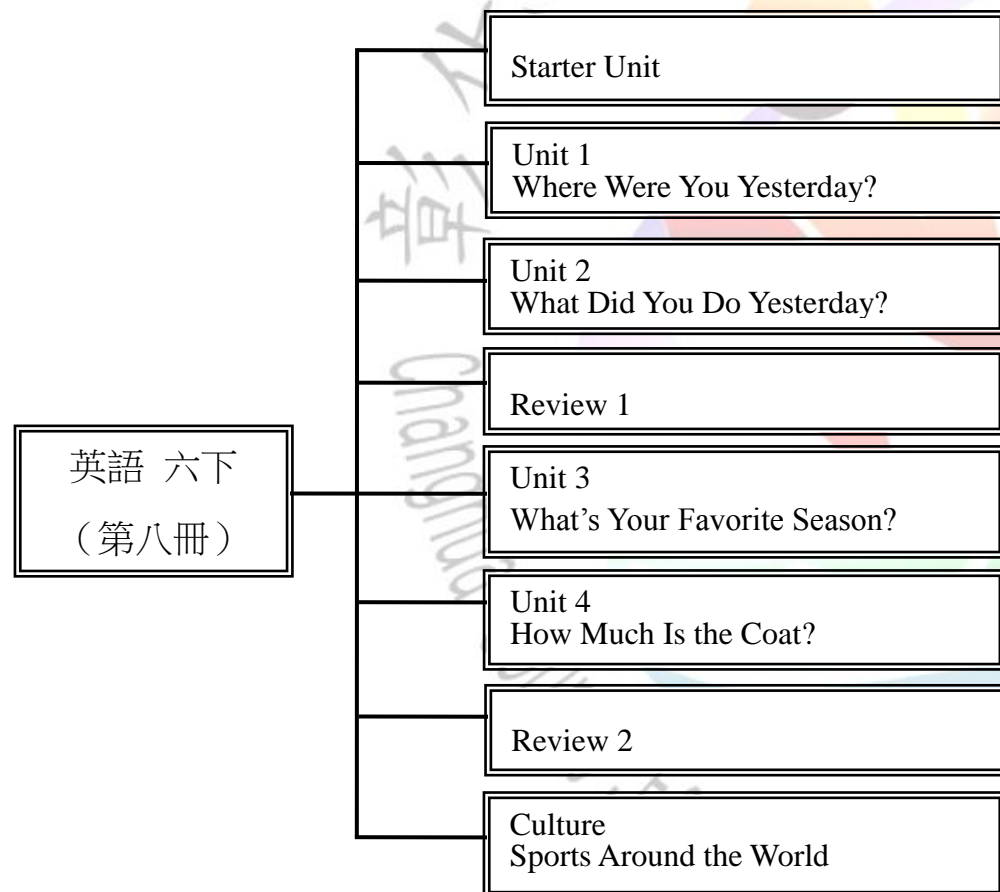 英語 六下
（第八冊）
Starter Unit
Unit 1
Where Were You Yesterday?
Unit 2
What Did You Do Yesterday?
Review 1
Unit 3
What’s Your Favorite Season?
Unit 4
How Much Is the Coat?
Review 2
Culture
Sports Around the World